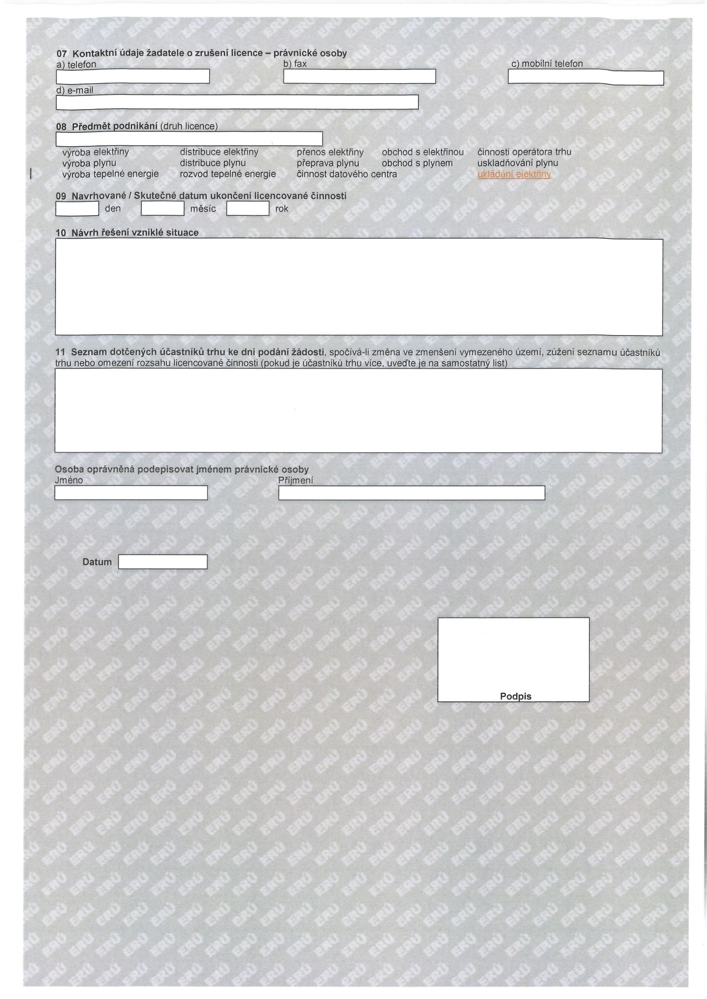 07 Kontaktní údaje žadatele o zrušení licence – právnické osoby
a) telefon b) fax c) mobilní telefon
d) e-mail
08 Předmět podnikání (druh licence)
výroba elektřiny distribuce elektřiny přenos elektřiny obchod s elektřinou činnosti operátora trhu
výroba plynu distribuce plynu přeprava plynu obchod s plynem uskladňování plynu
výroba tepelné energie rozvod tepelné energie činnost datového centra ukládání elektřiny
09 Navrhované / Skutečné datum ukončení licencované činnosti
den měsíc rok
10 Návrh řešení vzniklé situace
11 Seznam dotčených účastníků trhu ke dni podání žádosti, spočívá-li změna ve zmenšení vymezeného území, zúžení seznamu účastníků
trhu nebo omezení rozsahu licencované činnosti (pokud je účastníků trhu více, uveďte je na samostatný list)
Osoba oprávněná podepisovat jménem právnické osoby
Jméno Příjmení
Datum
Podpis